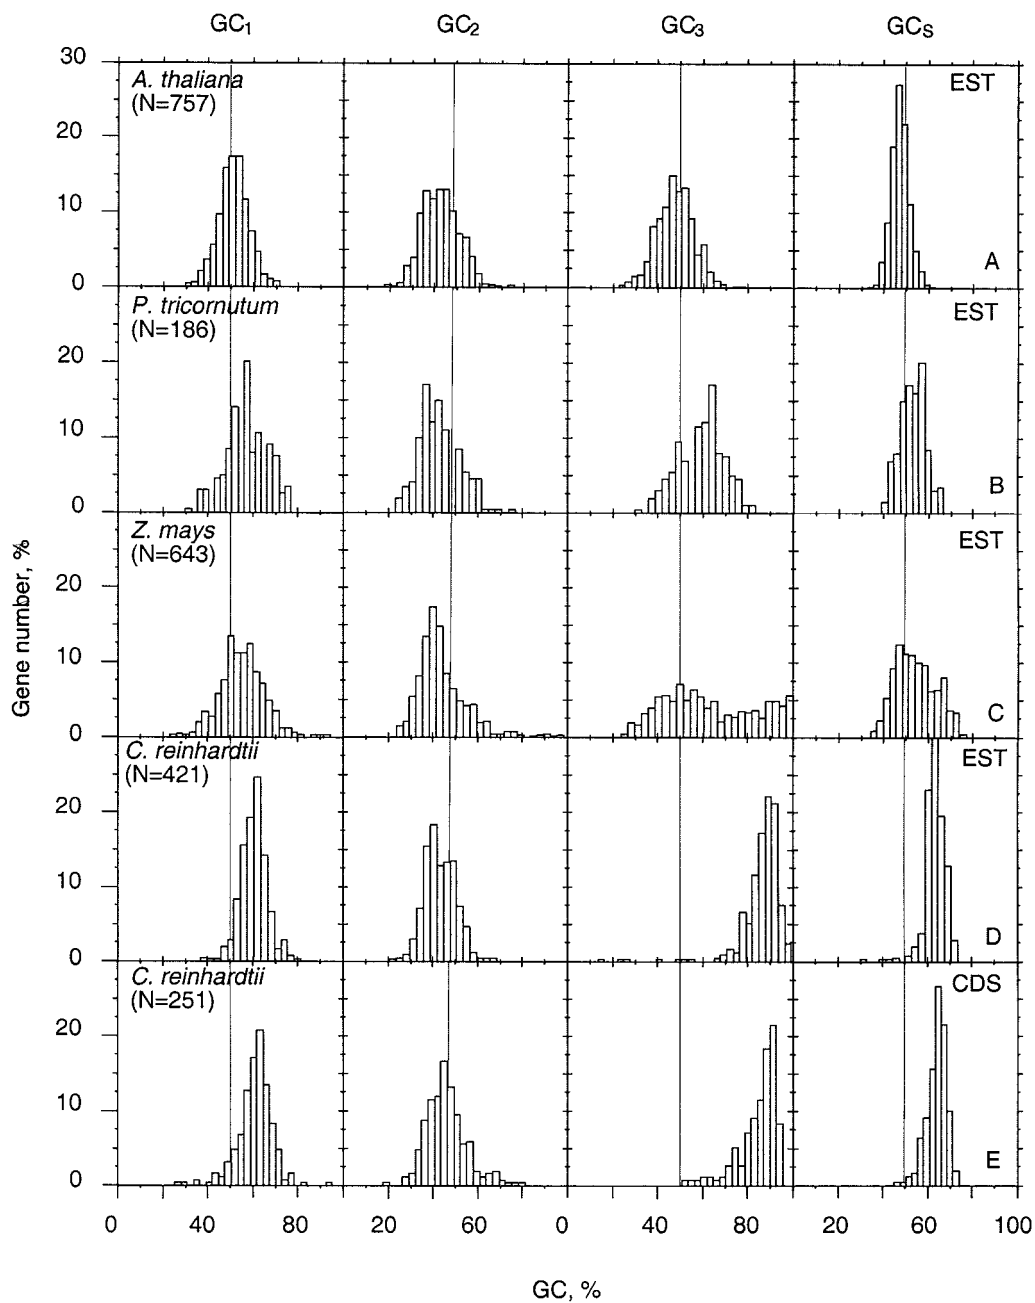 GC1 GC2 GC3 GCS
30
A. thaliana
(N=757)
EST
20
10
A
0
P. tricornutum
(N=186)
EST
20
10
B
0
Z. mays
(N=643)
EST
20
10
C
0
C. reinhardtii
(N=421)
EST
20
10
D
0
C. reinhardtii
(N=251)
CDS
20
10
E
0
Gene number, %
0 40 80 20 60 0 40 80 20 60 100
GC, %